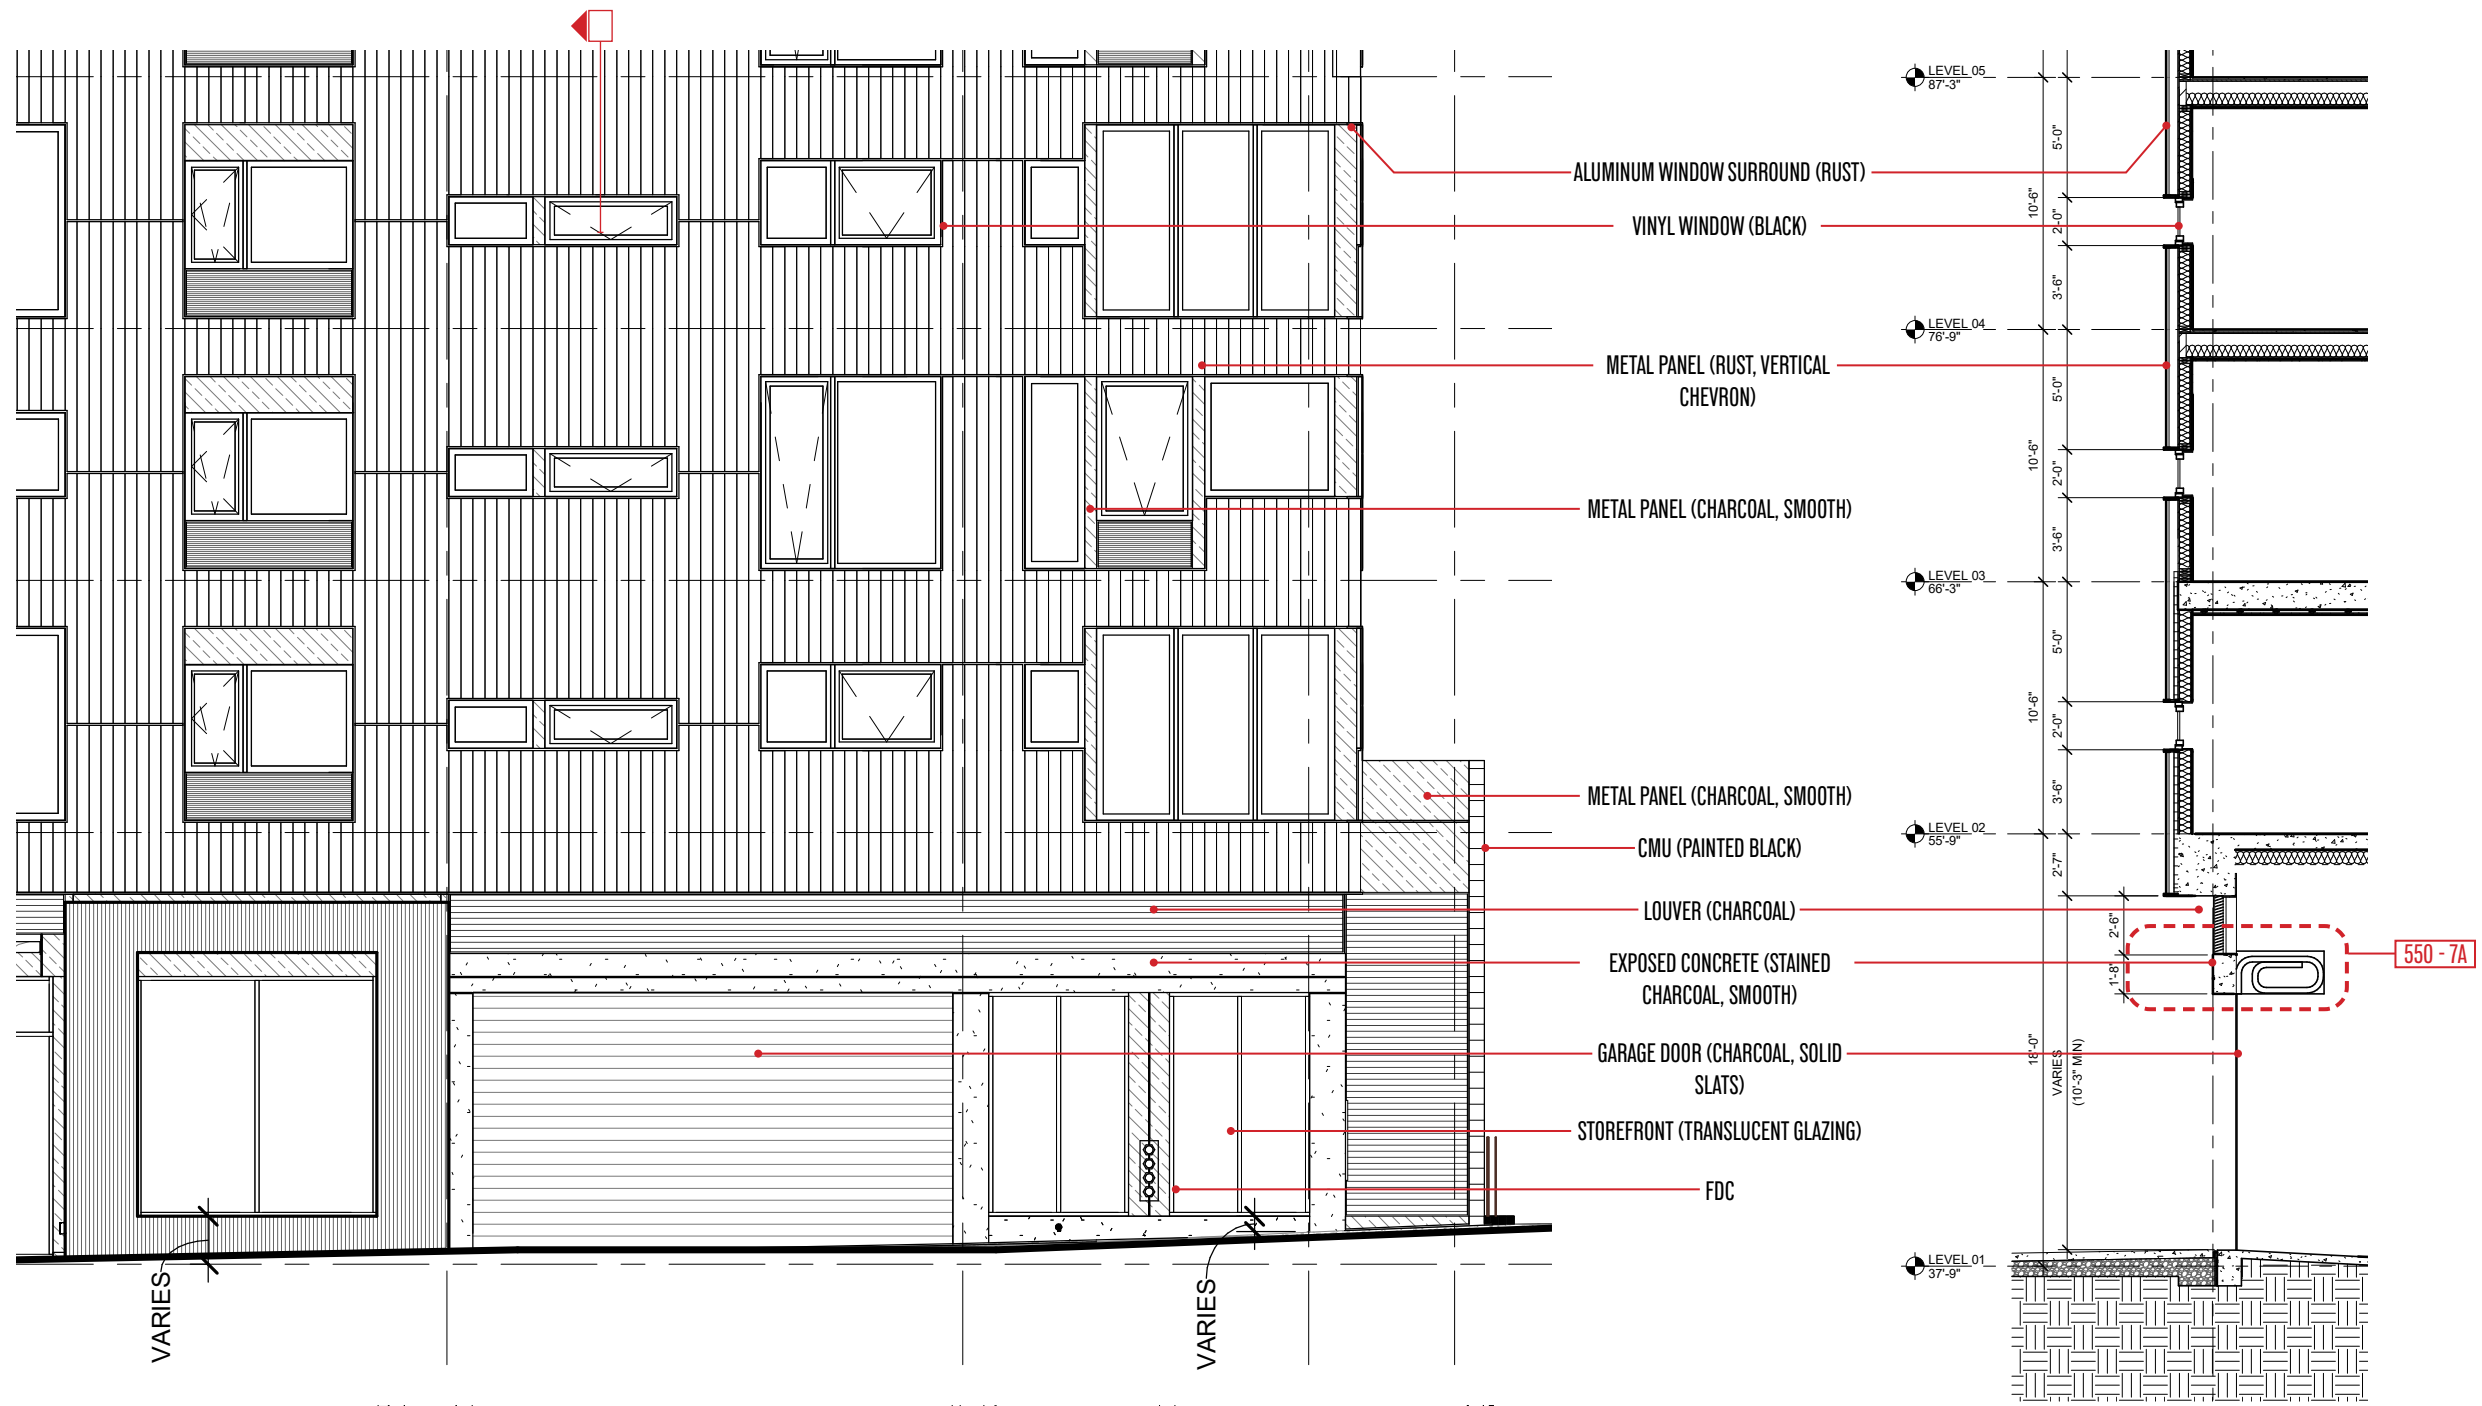 ALUMINUM WINDOW SURROUND (RUST)
VINYL WINDOW (BLACK)
METAL PANEL (RUST, VERTICAL
CHEVRON)
METAL PANEL (CHARCOAL, SMOOTH)
METAL PANEL (CHARCOAL, SMOOTH)
CMU (PAINTED BLACK)
LOUVER (CHARCOAL)
EXPOSED CONCRETE (STAINED
CHARCOAL, SMOOTH)
GARAGE DOOR (CHARCOAL, SOLID
SLATS)
STOREFRONT (TRANSLUCENT GLAZING)
FDC
VARIES
VARIES
LEVEL 05
87'-3"
LEVEL 04
76'-9"
LEVEL 03
66'-3"
LEVEL 02
55'-9"
LEVEL 01
37'-9"
10'-6"
10'-6"
10'-6"
18'-0"
5'-0"
2'-0"
3'-6"
5'-0"
2'-0"
3'-6"
5'-0"
2'-0"
3'-6"
2'-7"
VARIES
(10'-3" MIN)
2'-6"
1'-8"
550 - 7A